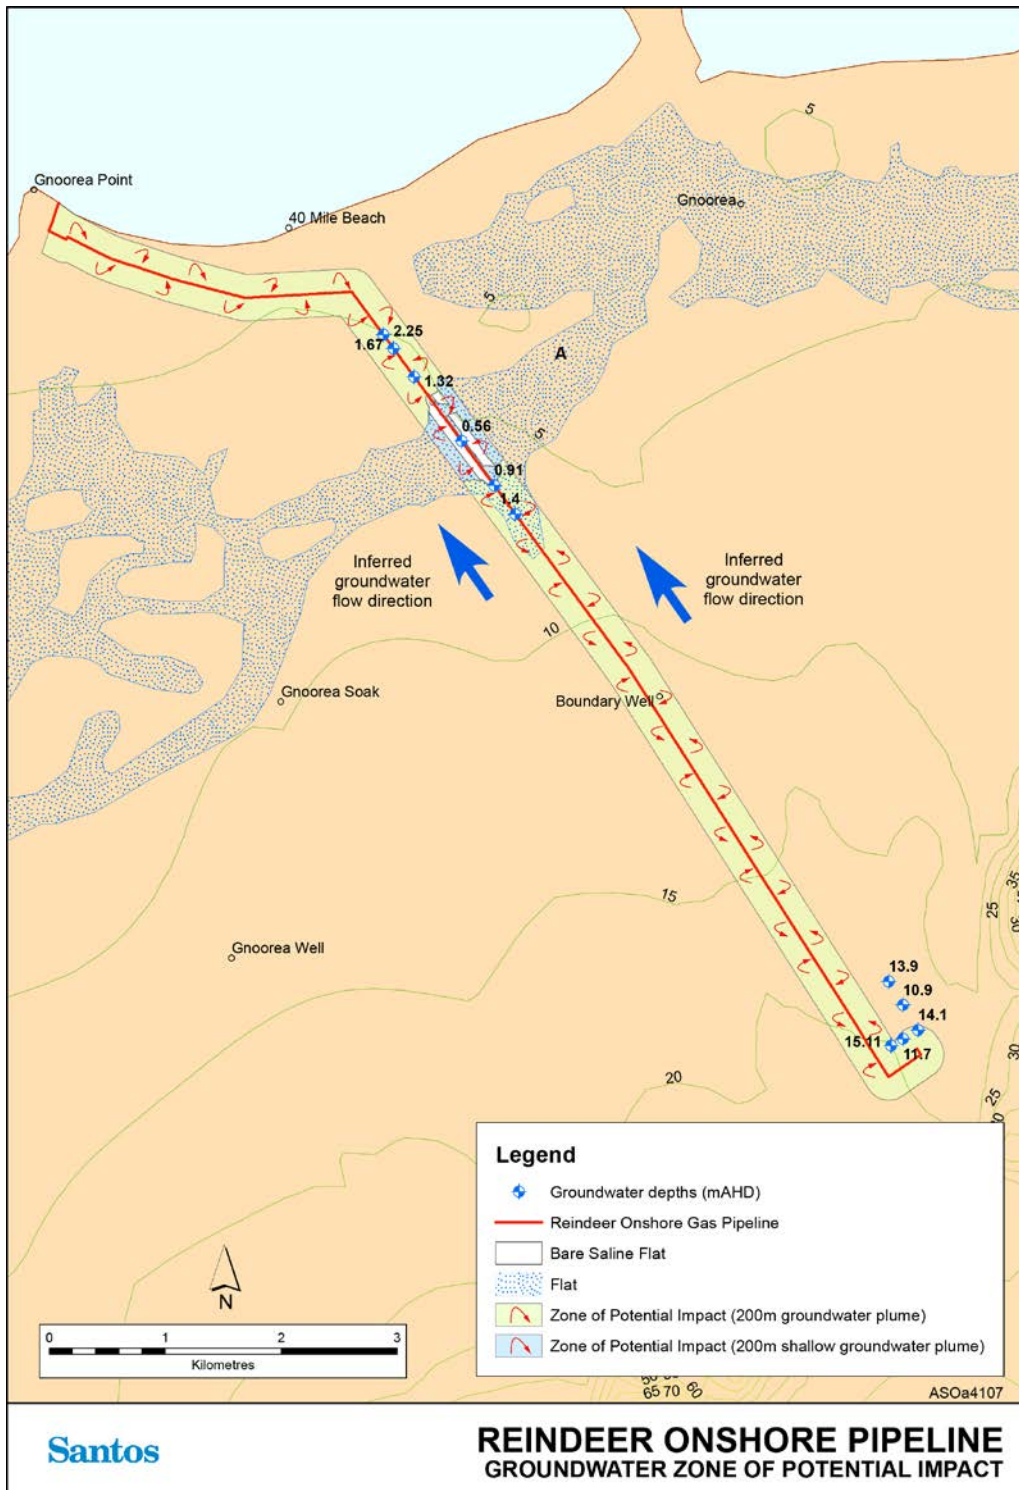 5
Gnoorea Point
Gnoorea
40 Mile Beach
5
2.25
1.67
A
1.32
0.56
5
0.91
1.4
Inferred
groundwater
flow direction
Inferred
groundwater
flow direction
10
Gnoorea Soak
Boundary Well
15
35
25
30
Gnoorea Well
13.9
10.9
14.1
15.11
11.7
30
20
25
Legend
Groundwater depths (mAHD)
Reindeer Onshore Gas Pipeline
Bare Saline Flat
Flat
Zone of Potential Impact (200m groundwater plume)
Zone of Potential Impact (200m shallow groundwater plume)
N
0 1 2 3
Kilometres
65 70 60
ASOa4107
Santos
REINDEER ONSHORE PIPELINE
GROUNDWATER ZONE OF POTENTIAL IMPACT